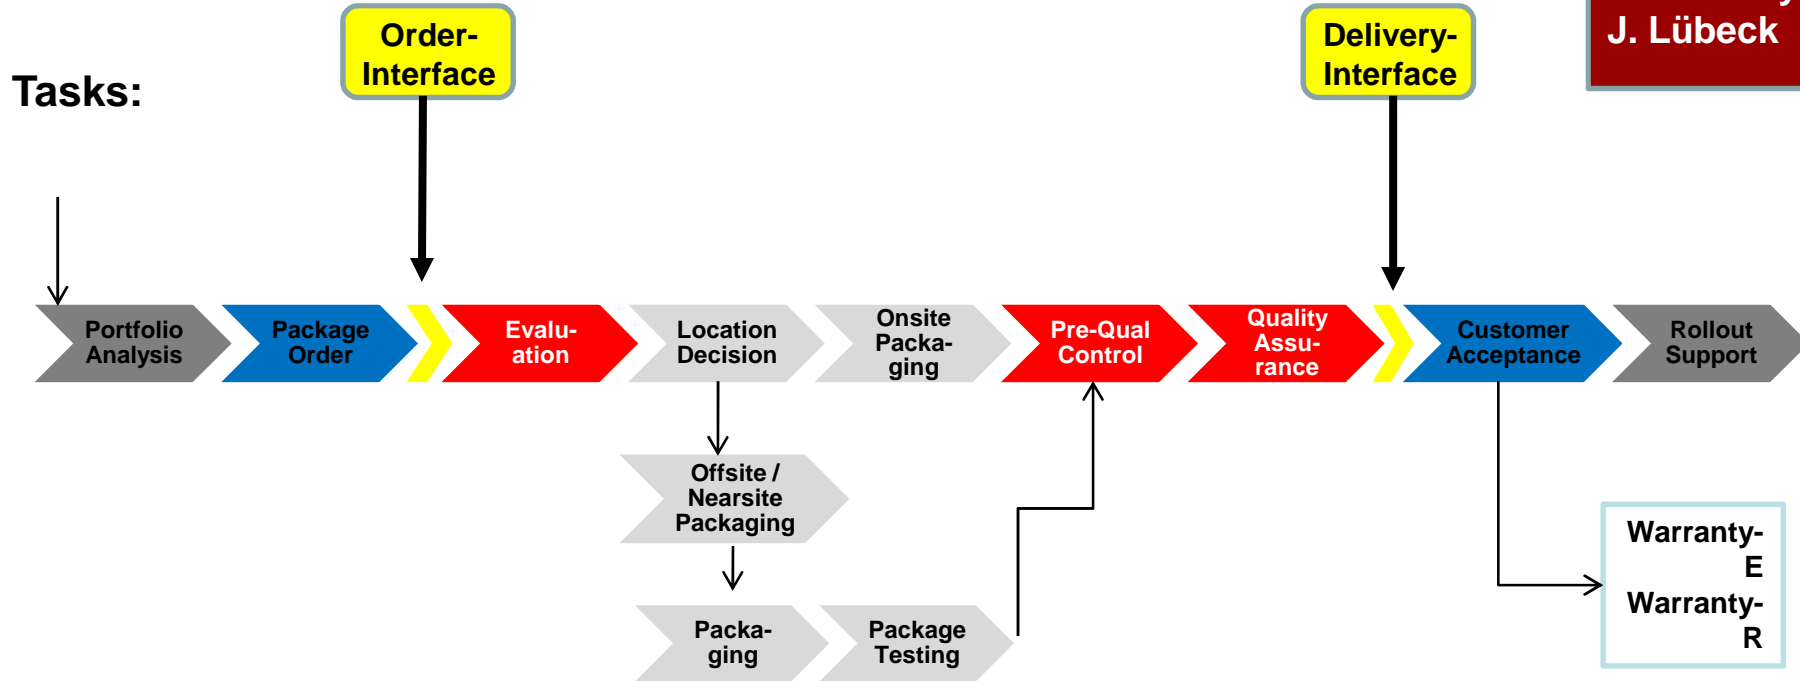 Order-
Interface
Delivery-
Interface
J. Lübeck
Tasks:
Portfolio
Analysis
Package
Order
Evalu-
ation
Location
Decision
Onsite
Packa-
ging
Pre-Qual
Control
Quality
Assu-
rance
Customer
Acceptance
Rollout
Support
Offsite /
Nearsite
Packaging
Packa-
ging
Package
Testing
Warranty-
E
Warranty-
R